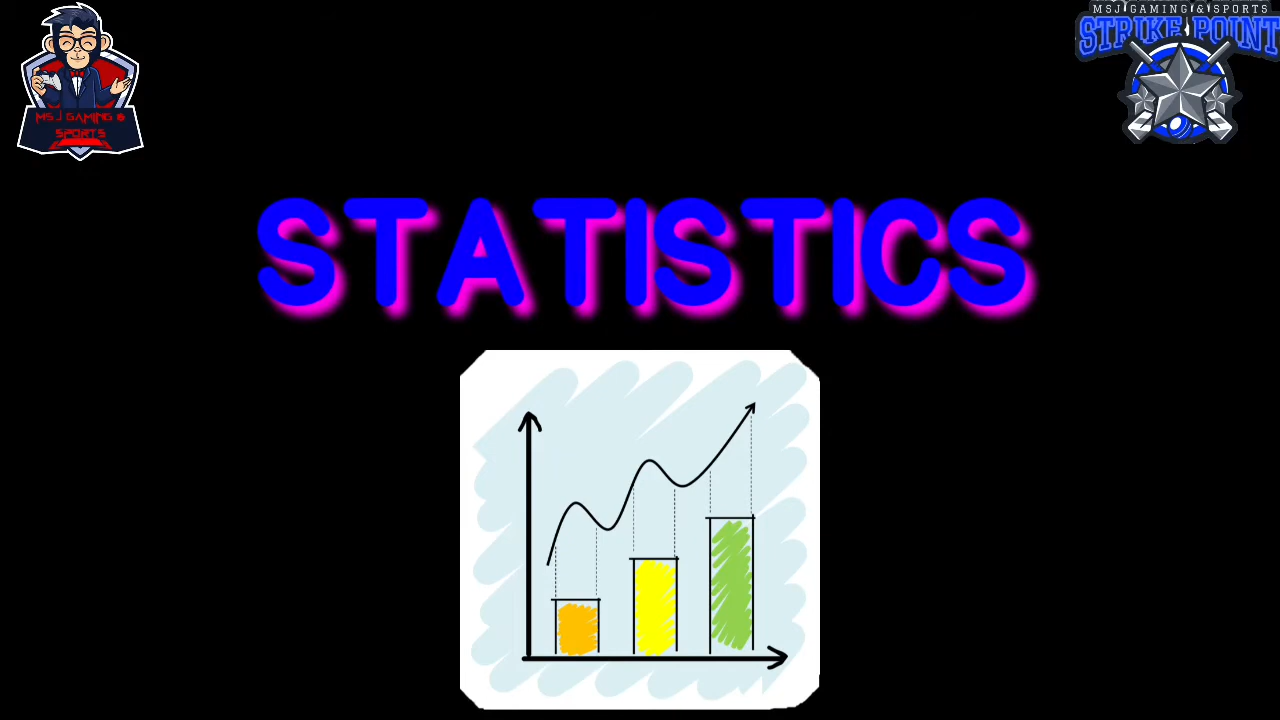 MSJ GAMING &
SPORTS
MSJ GAMING & SPORTS
STRIKE POINT
STATISTICS